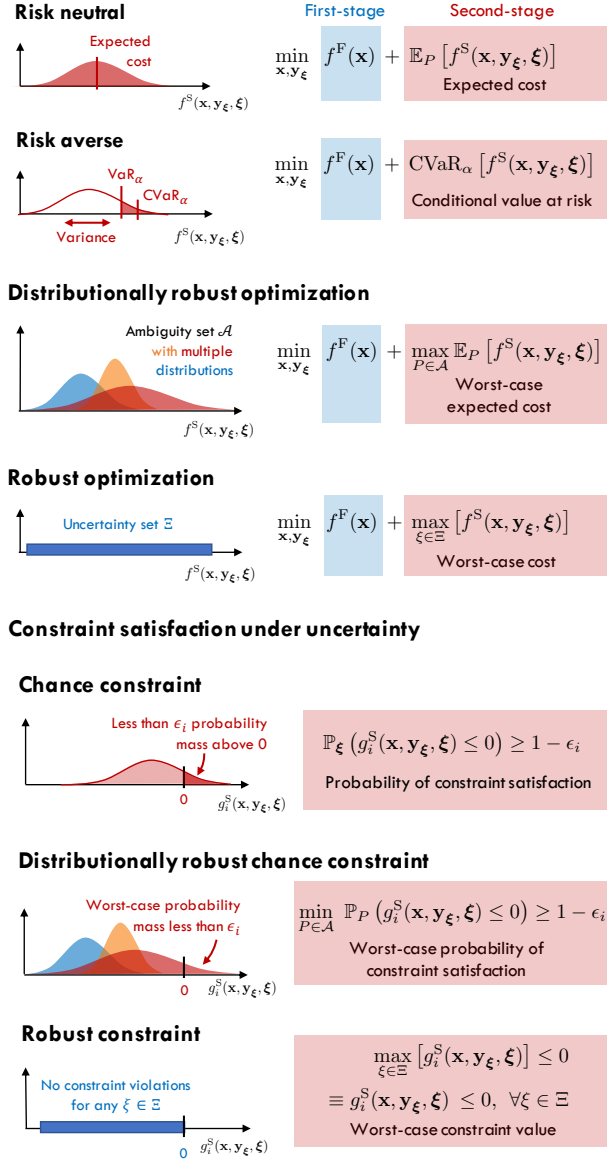 Risk neutral
First-stage
Second-stage
Expected
cost
f^S(x, y_ξ, ξ)
min_{x,y_ξ} f^F(x) + 𝔼_P [f^S(x, y_ξ, ξ)]
Expected cost
Risk averse
VaR_α
CVaR_α
Variance
f^S(x, y_ξ, ξ)
min_{x,y_ξ} f^F(x) + CVaR_α [f^S(x, y_ξ, ξ)]
Conditional value at risk
Distributionally robust optimization
Ambiguity set 𝒜
with multiple
distributions
f^S(x, y_ξ, ξ)
min_{x,y_ξ} f^F(x) + max_{P∈𝒜} 𝔼_P [f^S(x, y_ξ, ξ)]
Worst-case
expected cost
Robust optimization
Uncertainty set Ξ
f^S(x, y_ξ, ξ)
min_{x,y_ξ} f^F(x) + max_{ξ∈Ξ} [f^S(x, y_ξ, ξ)]
Worst-case cost
Constraint satisfaction under uncertainty
Chance constraint
Less than ϵ_i probability
mass above 0
0
g_i^S(x, y_ξ, ξ)
ℙ_ξ (g_i^S(x, y_ξ, ξ) ≤ 0) ≥ 1 − ϵ_i
Probability of constraint satisfaction
Distributionally robust chance constraint
Worst-case probability
mass less than ϵ_i
0
g_i^S(x, y_ξ, ξ)
min_{P∈𝒜} ℙ_P (g_i^S(x, y_ξ, ξ) ≤ 0) ≥ 1 − ϵ_i
Worst-case probability of
constraint satisfaction
Robust constraint
No constraint violations
for any ξ ∈ Ξ
0
g_i^S(x, y_ξ, ξ)
max_{ξ∈Ξ} [g_i^S(x, y_ξ, ξ)] ≤ 0
≡ g_i^S(x, y_ξ, ξ) ≤ 0, ∀ξ ∈ Ξ
Worst-case constraint value